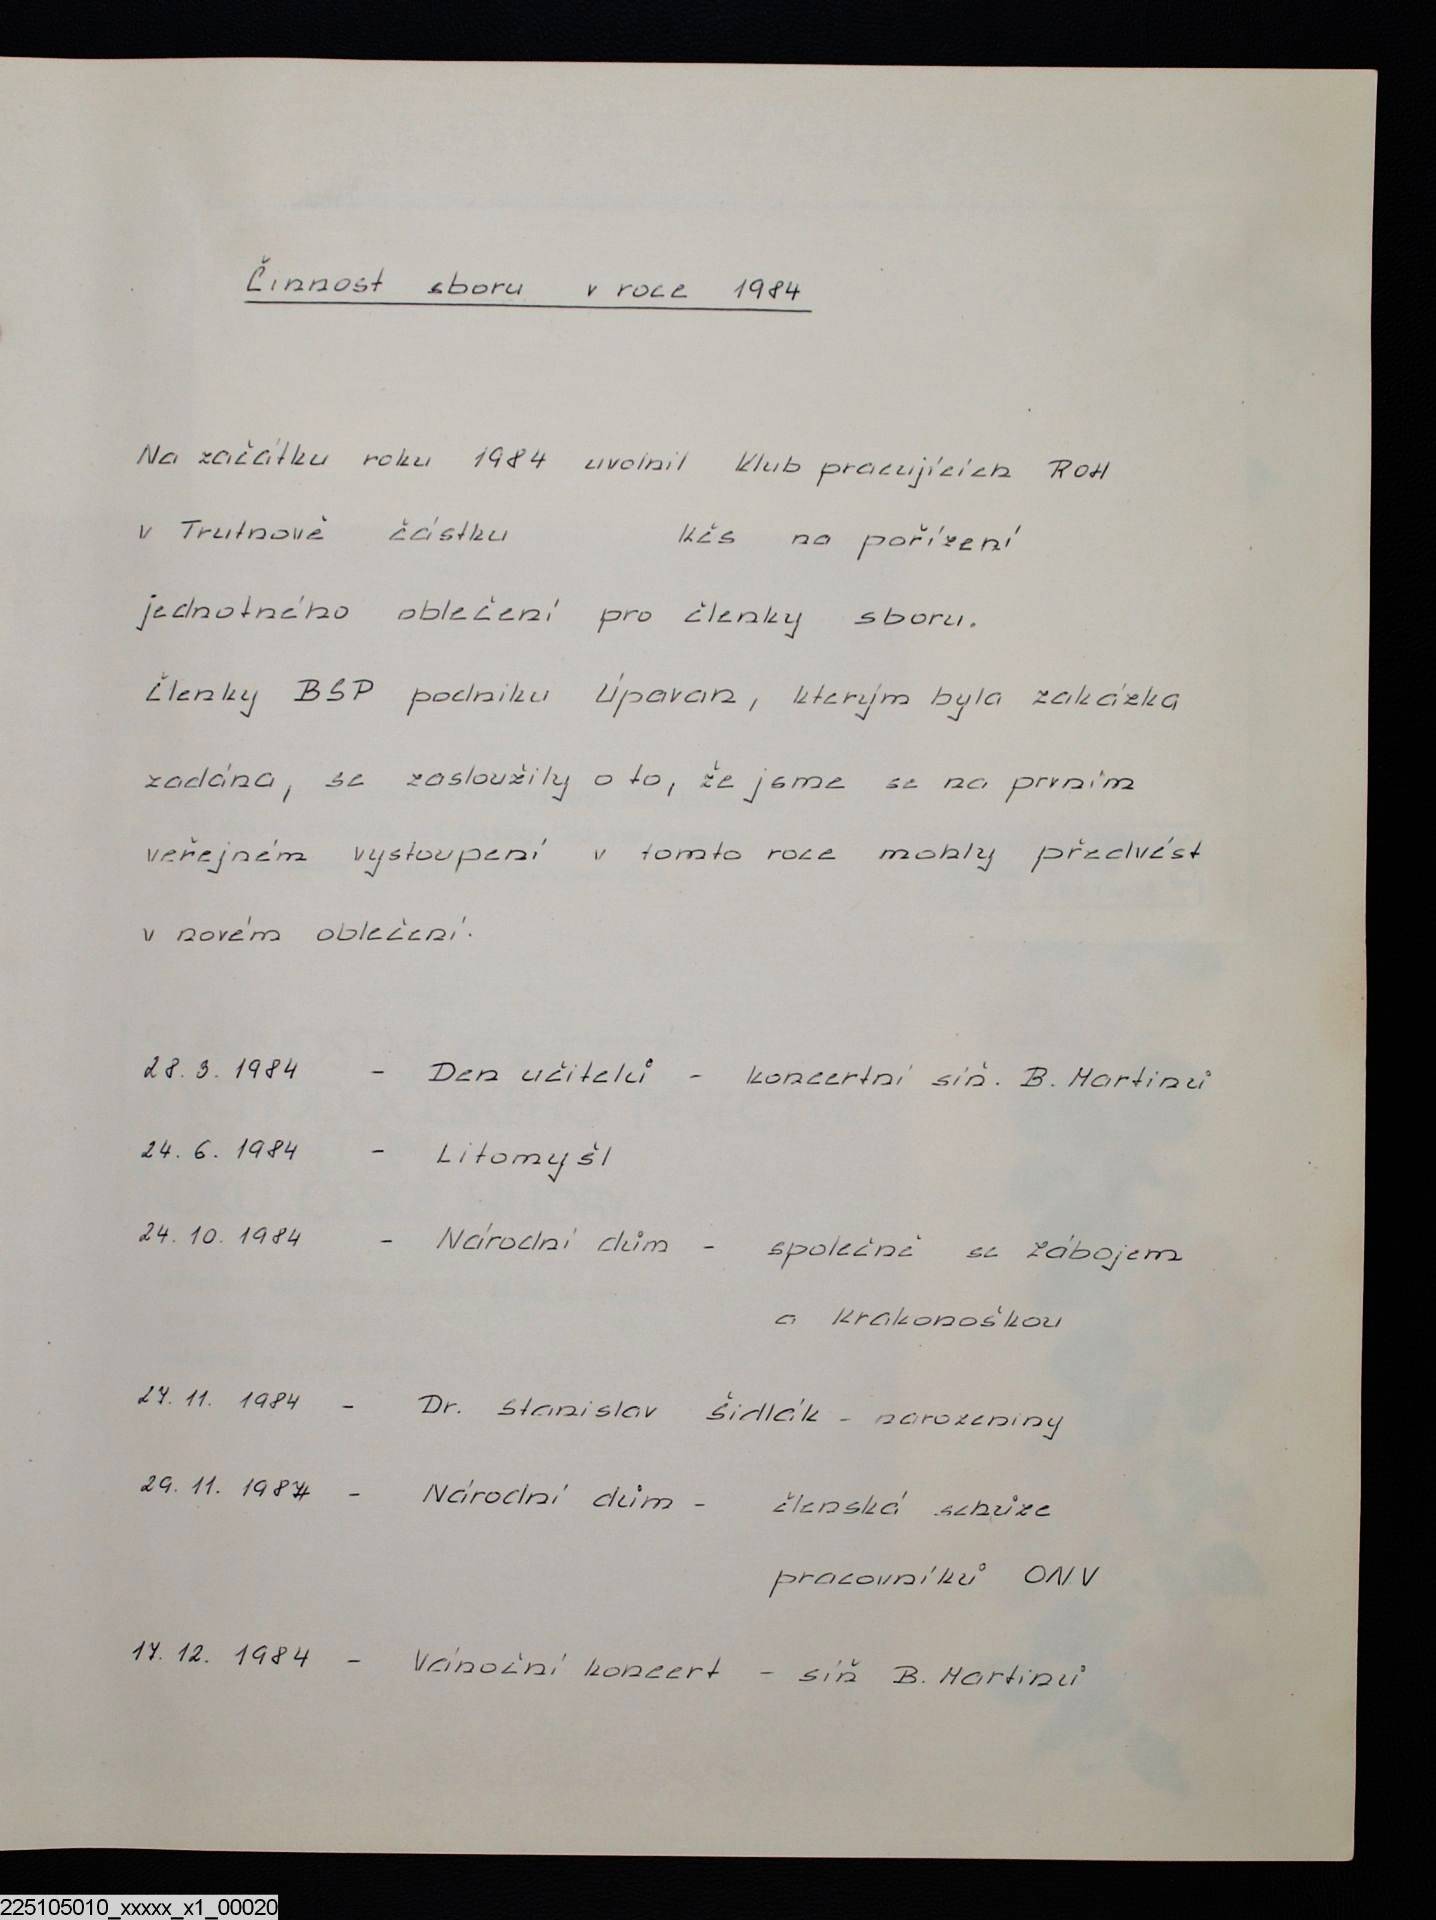 Činnost sboru v roce 1984
Na začátku roku 1984 uvolnil Klub pracujících ROH
v Trutnově částku Kčs na pořízení
jednotného oblečení pro členky sboru.
Členky BSP podniku Úpavan, kterým byla zakázka
zadána, se zasloužily o to, že jsme se na prvním
veřejném vystoupení v tomto roce mohly předvést
v novém oblečení.
28. 3. 1984 - Den učitelů - koncertní síň. B. Martinů
24. 6. 1984 - Litomyšl
24. 10. 1984 - Národní dům - společně se Zábojem
a Krakonoškou
27. 11. 1984 - Dr. Stanislav Šidlák - narozeniny
29. 11. 1984 - Národní dům - členská schůze
pracovníků ONV
17. 12. 1984 - Vánoční koncert - síň B. Martinů
225105010_xxxxx_x1_00020